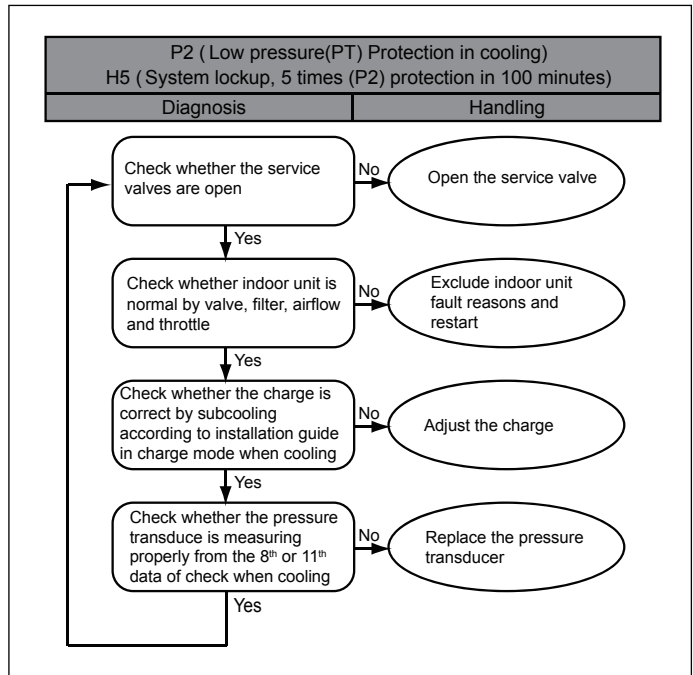 P2 ( Low pressure(PT) Protection in cooling)
H5 ( System lockup, 5 times (P2) protection in 100 minutes)
Diagnosis
Handling
Check whether the service
valves are open
No
Open the service valve
Yes
Check whether indoor unit is
normal by valve, filter, airflow
and throttle
No
Exclude indoor unit
fault reasons and
restart
Yes
Check whether the charge is
correct by subcooling
according to installation guide
in charge mode when cooling
No
Adjust the charge
Yes
Check whether the pressure
transduce is measuring
properly from the 8th or 11th
data of check when cooling
No
Replace the pressure
transducer
Yes